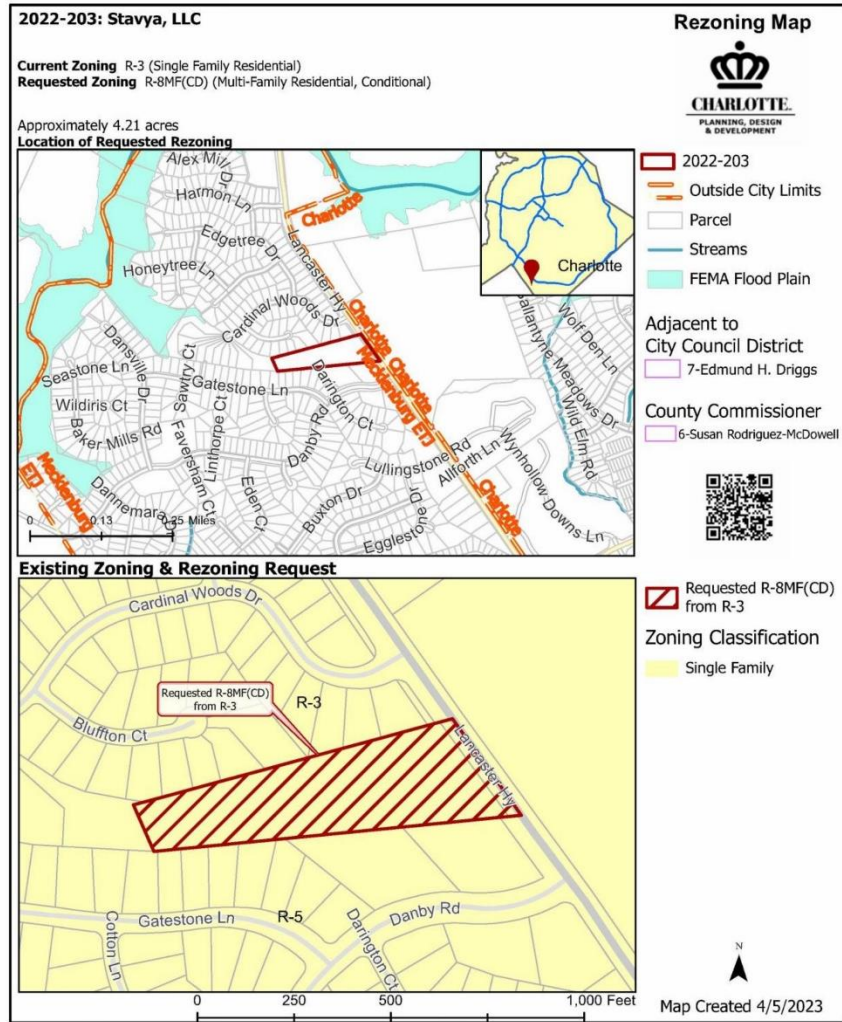 2022-203: Stavya, LLC
Current Zoning R-3 (Single Family Residential)
Requested Zoning R-8MF(CD) (Multi-Family Residential, Conditional)
Approximately 4.21 acres
Location of Requested Rezoning
Alex Mill Dr
Harmon Ln
Edgetree Dr
Honeytree Ln
Cardinal Woods Dr
Lancaster Hy
Charlotte
Charlotte
Charlotte
Mecklenburg ETJ
Charlotte
Dansville Dr
Seastone Ln
Sawtry Ct
Gatestone Ln
Darington Ct
Wildiris Ct
Baker Mills Rd
Faversham Ct
Linthorpe Ct
Danby Rd
Lullingstone Rd
Allforth Ln
Wynhollow Downs Ln
Eden Ct
Buxton Dr
Egglestone Dr
Dannemara Dr
Mecklenburg
ETJ
Charlotte
Ballantyne Meadows Dr
Wolf Den Ln
Wild Elm Rd
0 0.13 0.25 Miles
Existing Zoning & Rezoning Request
Cardinal Woods Dr
Requested R-8MF(CD)
from R-3
R-3
Bluffton Ct
Lancaster Hy
Gatestone Ln
R-5
Danby Rd
Cotton Ln
Darington Ct
0 250 500 1,000 Feet
Rezoning Map
CHARLOTTE.
PLANNING, DESIGN
& DEVELOPMENT
2022-203
Outside City Limits
Parcel
Streams
FEMA Flood Plain
Adjacent to
City Council District
7-Edmund H. Driggs
County Commissioner
6-Susan Rodriguez-McDowell
Requested R-8MF(CD)
from R-3
Zoning Classification
Single Family
N
Map Created 4/5/2023